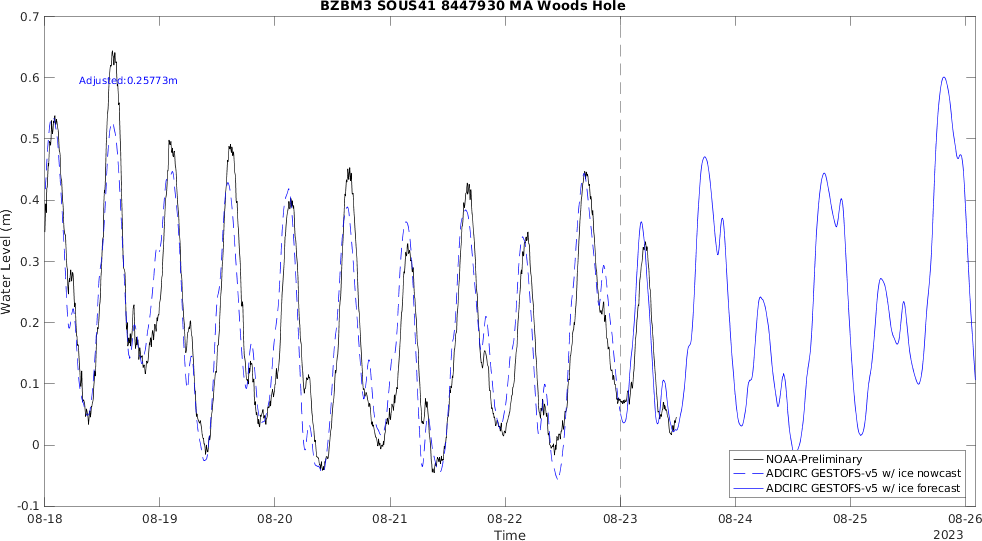 BZBM3 SOUS41 8447930 MA Woods Hole
0.7
0.6
0.5
0.4
0.3
0.2
0.1
0
-0.1
Water Level (m)
Adjusted:0.25773m
NOAA-Preliminary
ADCIRC GESTOFS-v5 w/ ice nowcast
ADCIRC GESTOFS-v5 w/ ice forecast
08-18 08-19 08-20 08-21 08-22 08-23 08-24 08-25 08-26
Time
2023